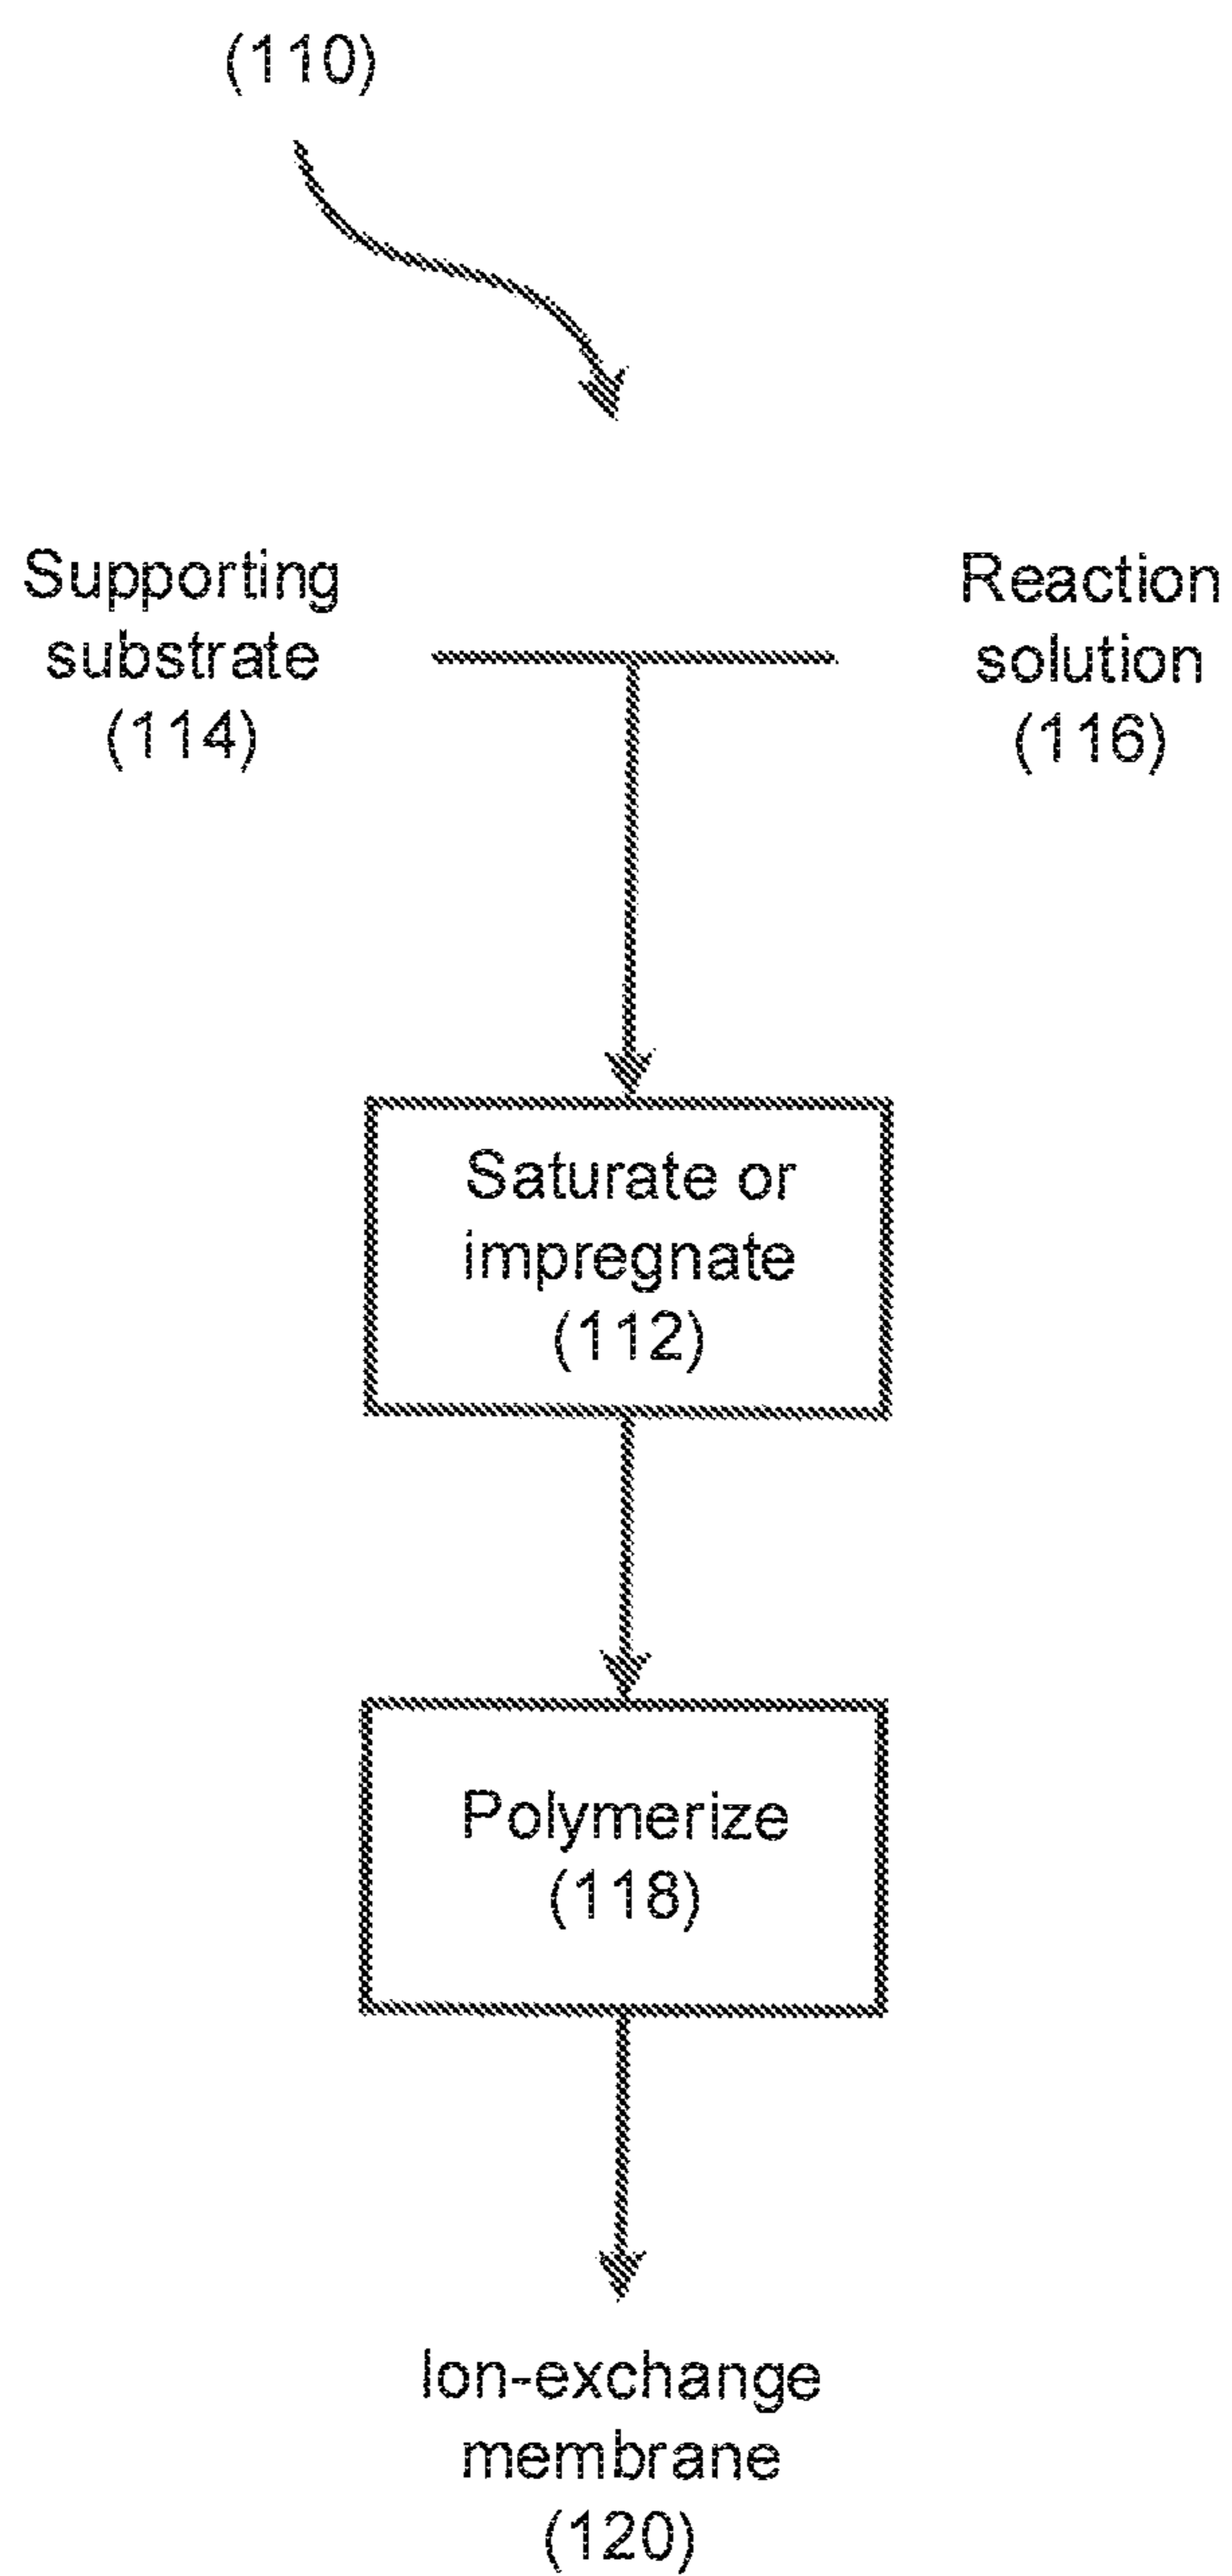 (110)
Supporting
substrate
(114)
Reaction
solution
(116)
Saturate or
impregnate
(112)
Polymerize
(118)
Ion-exchange
membrane
(120)